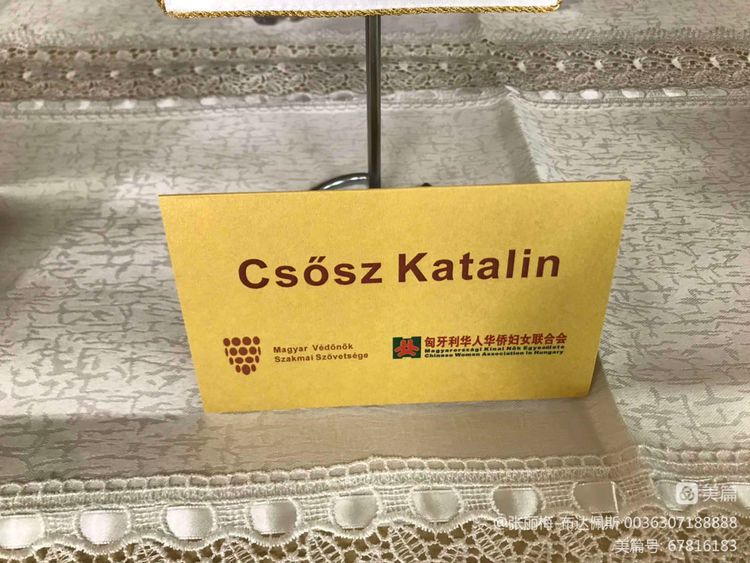 Csősz Katalin
Magyar Védőnők
Szakmai Szövetsége
匈牙利华人华侨妇女联合会
Magyarországi Kínai Nők Egyesülete
Chinese Woman Association in Hungary
美篇
@张丽梅-布达佩斯 0036307188888
美篇号: 67816183